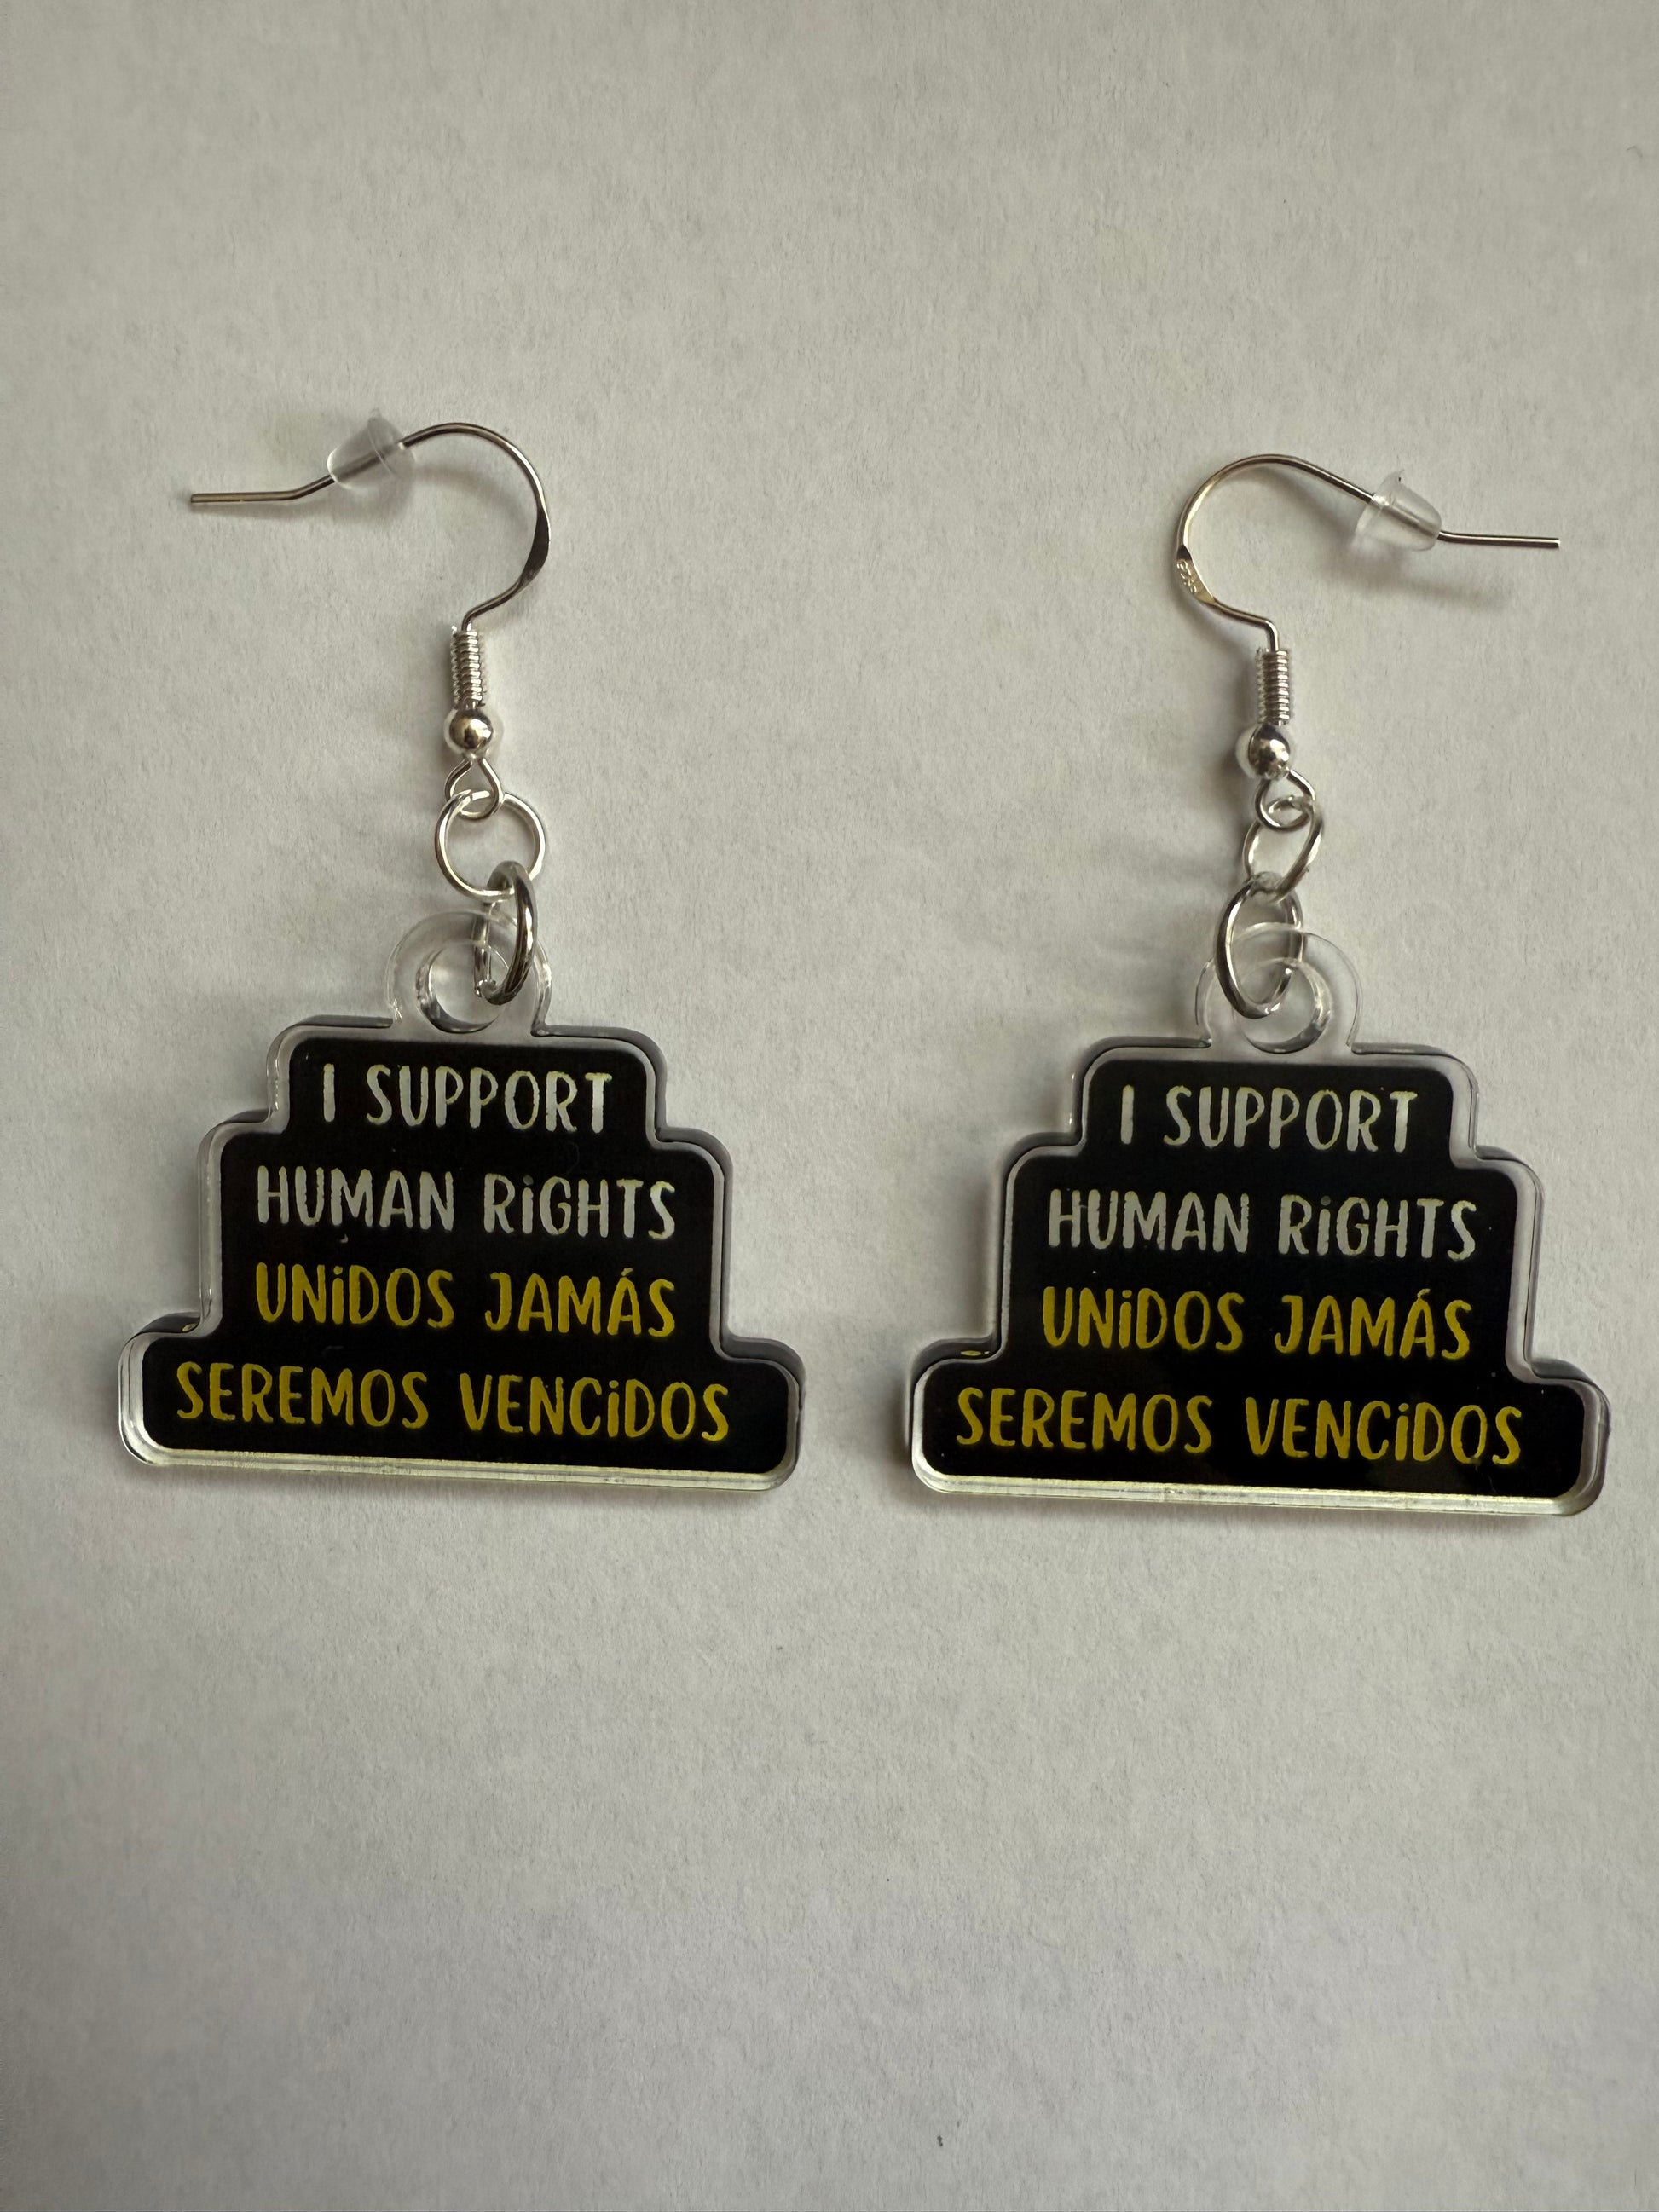 I SUPPORT
HUMAN RiGHTS
UNiDOS JAMÁS
SEREMOS VENCiDOS
I SUPPORT
HUMAN RiGHTS
UNiDOS JAMÁS
SEREMOS VENCiDOS